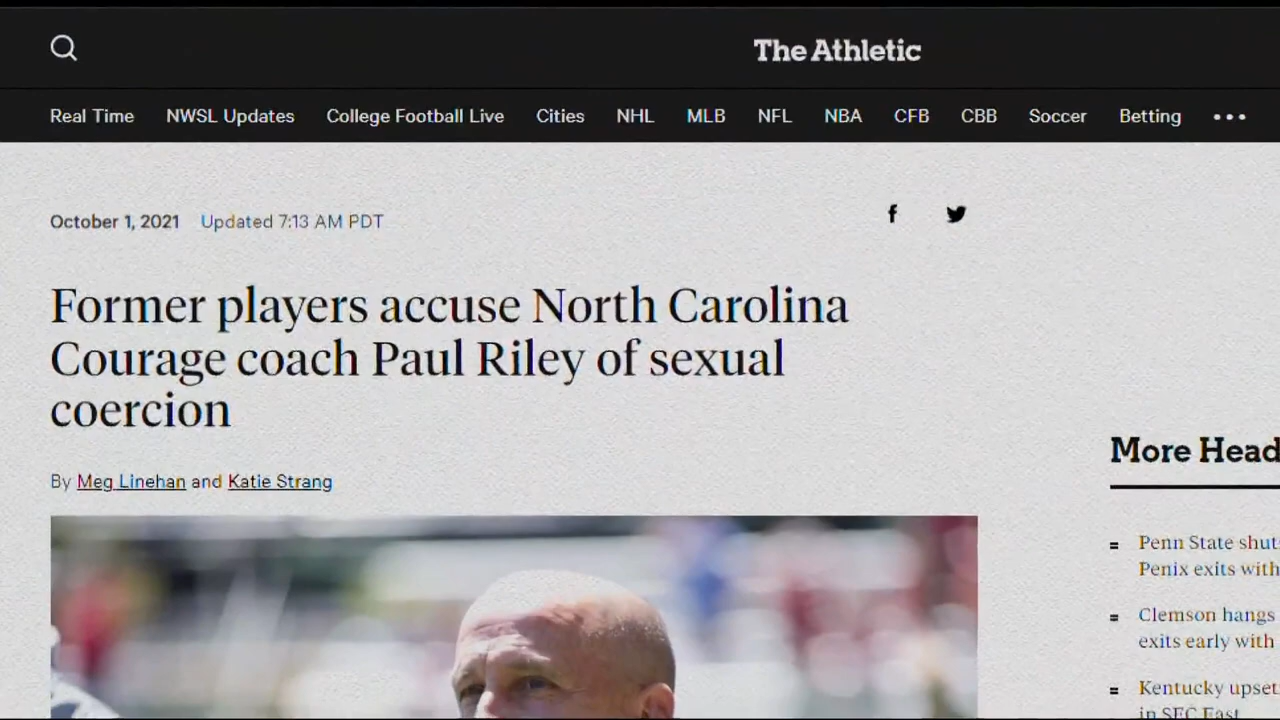 The Athletic
Real Time NWSL Updates College Football Live Cities NHL MLB NFL NBA CFB CBB Soccer Betting
October 1, 2021 Updated 7:13 AM PDT
Former players accuse North Carolina
Courage coach Paul Riley of sexual
coercion
By Meg Linehan and Katie Strang
More Head
Penn State shut
Penix exits with
Clemson hangs
exits early with
Kentucky upset
in SEC East